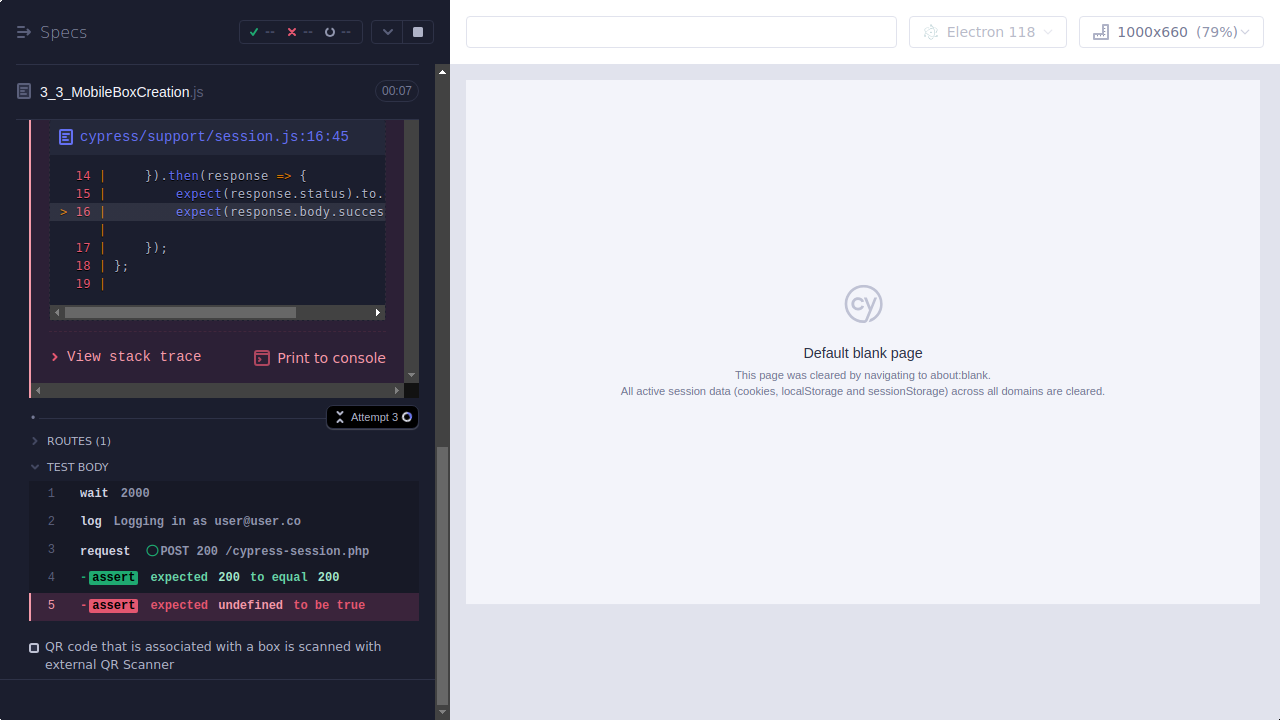 Specs
--
--
--
3_3_MobileBoxCreation.js
00:07
cypress/support/session.js:16:45
14 |     }).then(response => {
15 |         expect(response.status).to.
> 16 |         expect(response.body.succes
|
17 |     });
18 | };
19 |
View stack trace
Print to console
Attempt 3
ROUTES (1)
TEST BODY
1 wait 2000
2 log Logging in as user@user.co
3 request POST 200 /cypress-session.php
4 -assert expected 200 to equal 200
5 -assert expected undefined to be true
QR code that is associated with a box is scanned with
external QR Scanner
Electron 118
1000x660 (79%)
cy
Default blank page
This page was cleared by navigating to about:blank.
All active session data (cookies, localStorage and sessionStorage) across all domains are cleared.